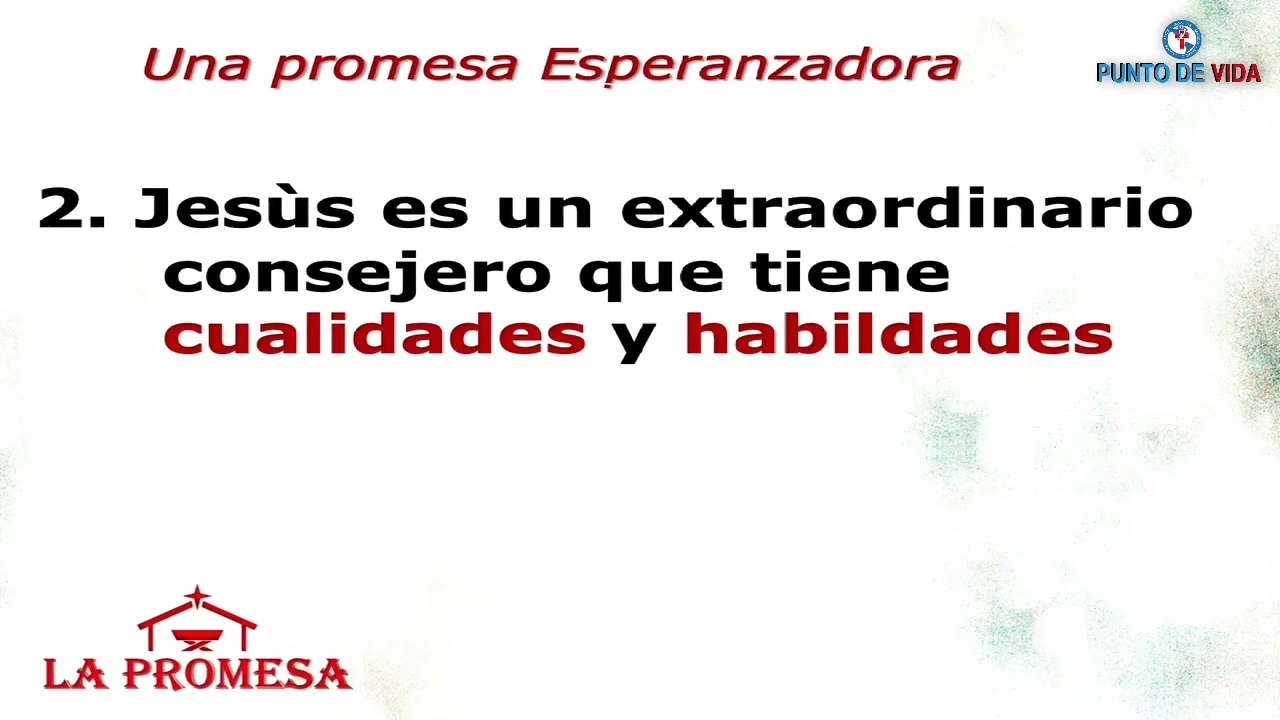 Una promesa Esperanzadora
PUNTO DE VIDA
2. Jesùs es un extraordinario
consejero que tiene
cualidades y habildades
LA PROMESA